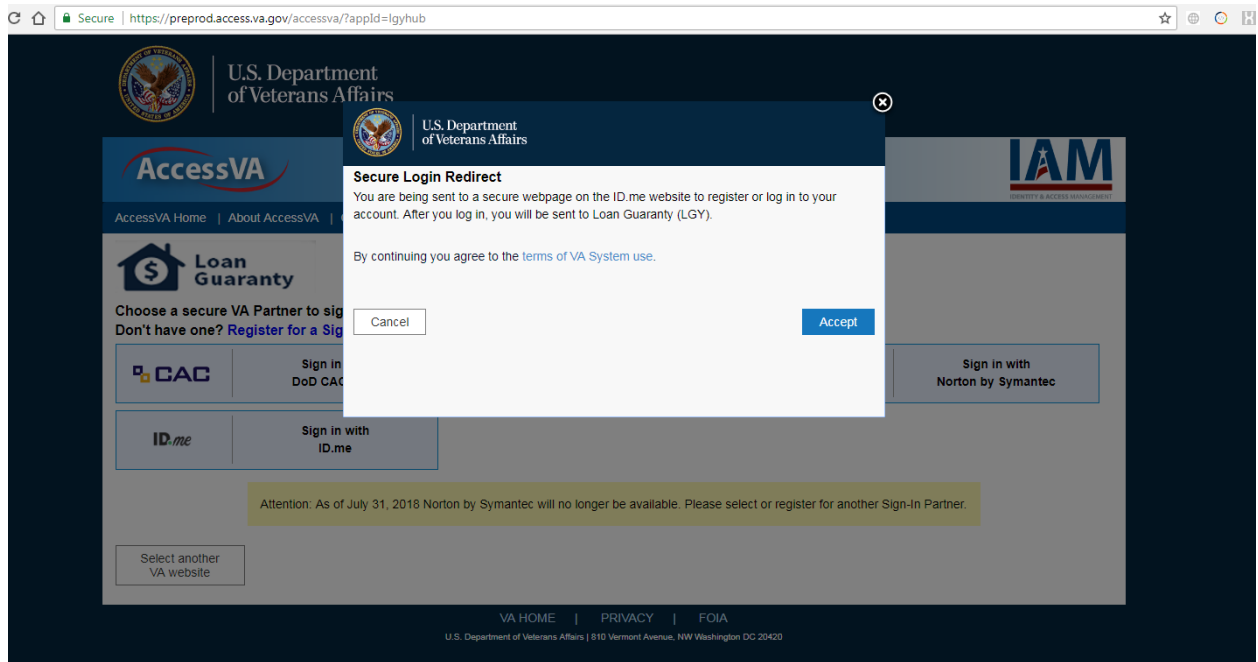 Secure | https://preprod.access.va.gov/accessva/?appId=lgyhub
U.S. Department
of Veterans Affairs
U.S. Department
of Veterans Affairs
AccessVA
IAM
IDENTITY & ACCESS MANAGEMENT
Secure Login Redirect
You are being sent to a secure webpage on the ID.me website to register or log in to your
account. After you log in, you will be sent to Loan Guaranty (LGY).
AccessVA Home | About AccessVA |
By continuing you agree to the terms of VA System use.
Loan
Guaranty
Choose a secure VA Partner to sig
Don't have one? Register for a Sig
Cancel
Accept
CAC
Sign in
DoD CAC
Sign in with
Norton by Symantec
ID.me
Sign in with
ID.me
Attention: As of July 31, 2018 Norton by Symantec will no longer be available. Please select or register for another Sign-In Partner.
Select another
VA website
VA HOME | PRIVACY | FOIA
U.S. Department of Veterans Affairs | 810 Vermont Avenue, NW Washington DC 20420